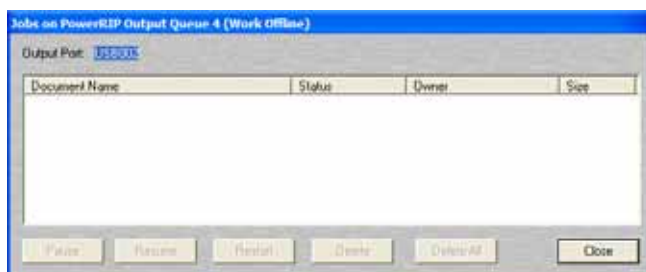 Jobs on PowerRIP Output Queue 4 (Work Offline)
Output Port: USB003
Document Name Status Owner Size
Pause Resume Restart Delete Delete All Close